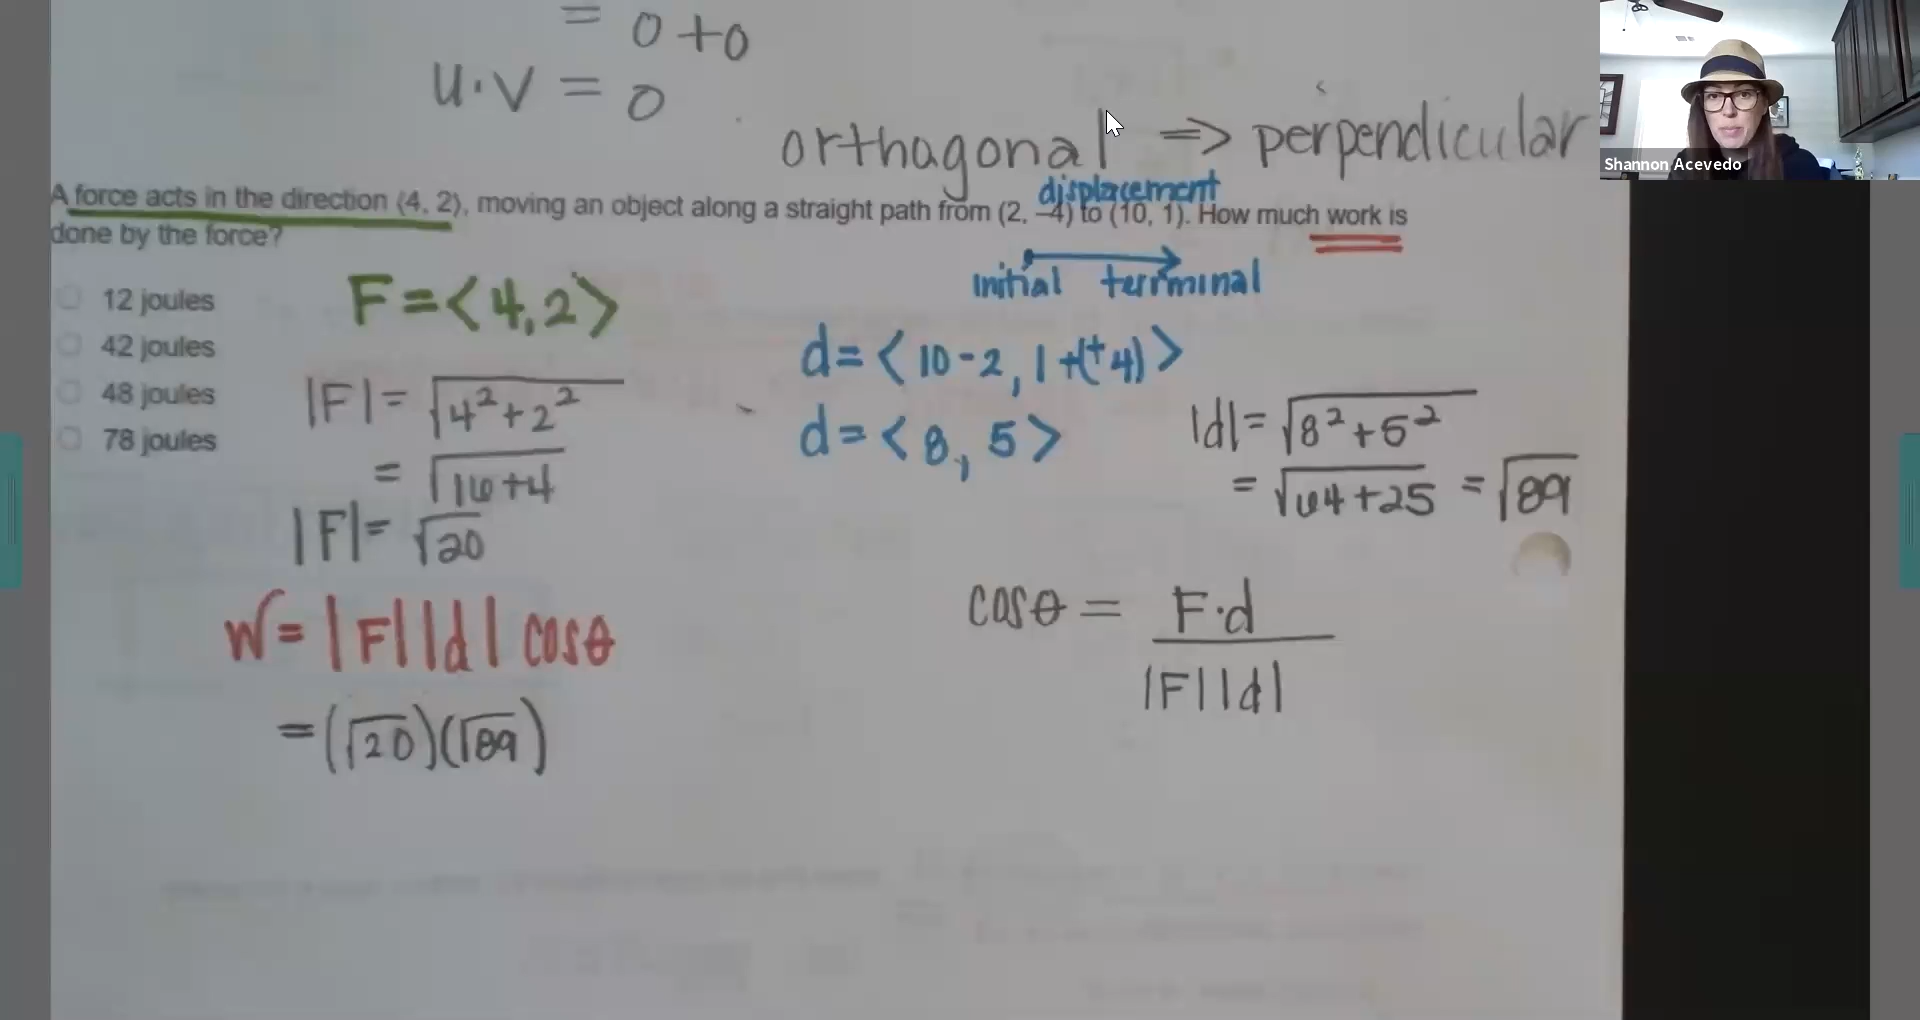 = 0 + 0
u·v = 0
orthagonal => perpendicular
Shannon Acevedo
displacement
A force acts in the direction ⟨4, 2⟩, moving an object along a straight path from (2, –4) to (10, 1). How much work is
done by the force?
initial terminal
12 joules
42 joules
48 joules
78 joules
F = <4,2>
|F| = √4² + 2²
= √16+4
|F| = √20
d = <10-2, 1+(+4)>
d = <8, 5>
|d| = √8² + 5²
= √64+25 = √89
W = |F||d| cosθ
= (√20)(√89)
cosθ = F·d
|F||d|